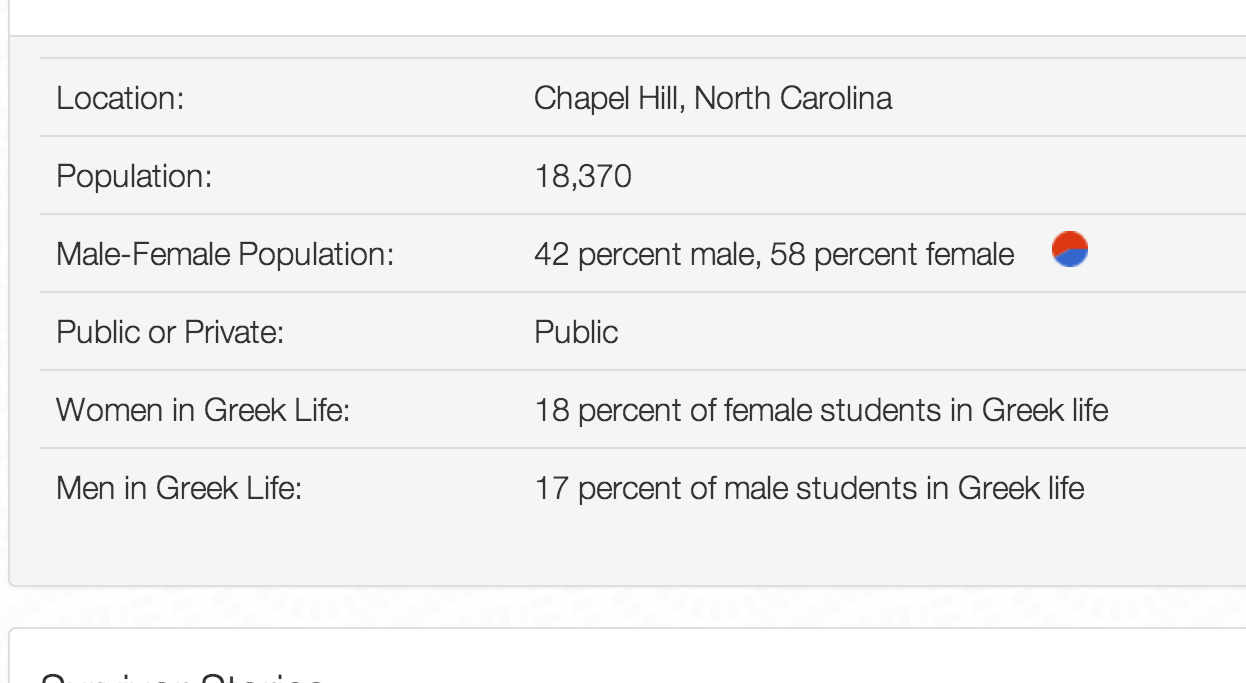 Location: Chapel Hill, North Carolina
Population: 18,370
Male-Female Population: 42 percent male, 58 percent female
Public or Private: Public
Women in Greek Life: 18 percent of female students in Greek life
Men in Greek Life: 17 percent of male students in Greek life
Survivor Stories